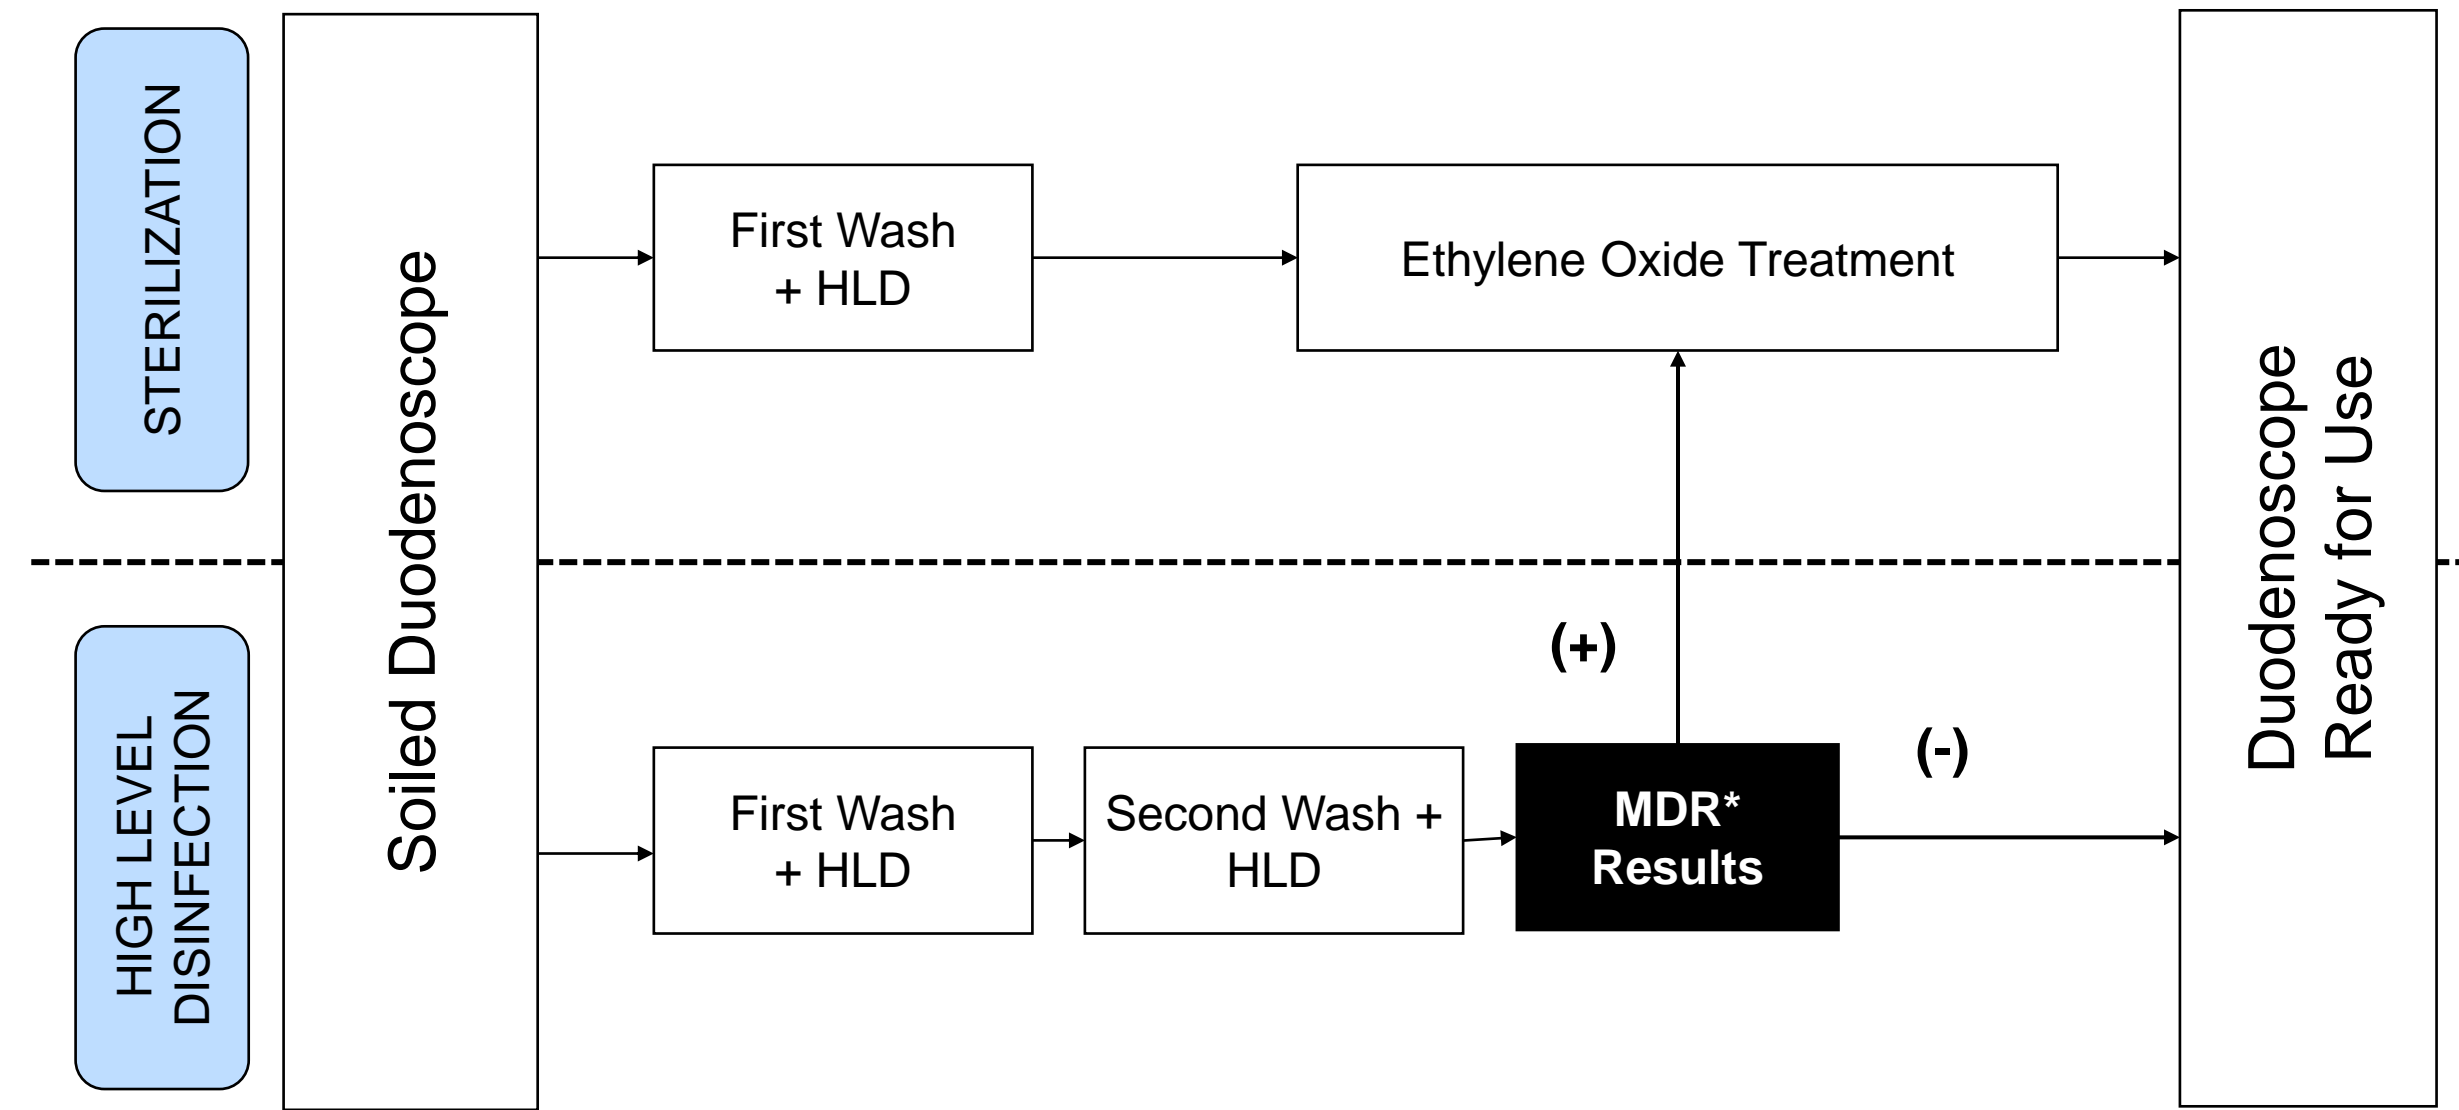 STERILIZATION
Soiled Duodenoscope
First Wash
+ HLD
Ethylene Oxide Treatment
Duodenoscope
Ready for Use
HIGH LEVEL
DISINFECTION
First Wash
+ HLD
Second Wash +
HLD
(+)
MDR*
Results
(-)